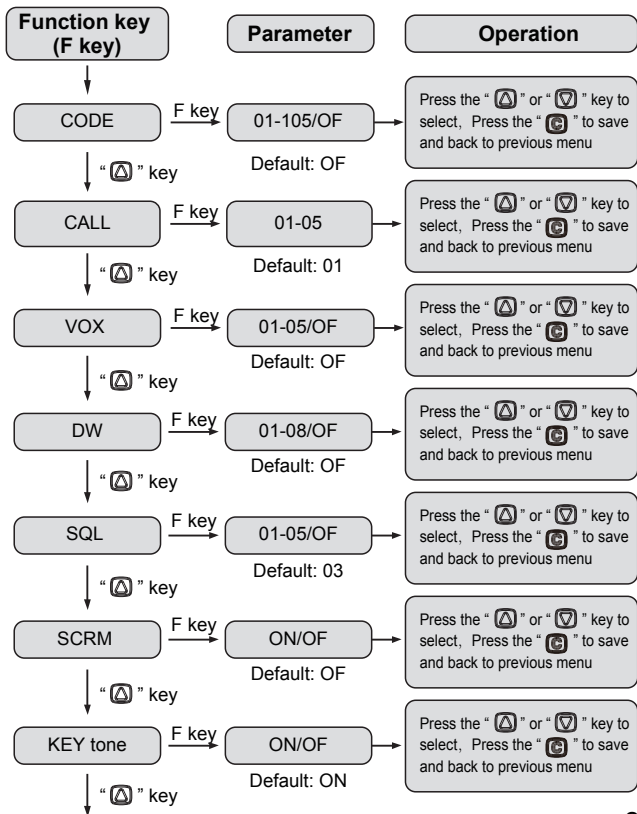 Function key
(F key)
Parameter
Operation
CODE
F key
01-105/OF
Default: OF
Press the “ ” or “ ” key to
select, Press the “ C ” to save
and back to previous menu
“ ” key
CALL
F key
01-05
Default: 01
Press the “ ” or “ ” key to
select, Press the “ C ” to save
and back to previous menu
“ ” key
VOX
F key
01-05/OF
Default: OF
Press the “ ” or “ ” key to
select, Press the “ C ” to save
and back to previous menu
“ ” key
DW
F key
01-08/OF
Default: OF
Press the “ ” or “ ” key to
select, Press the “ C ” to save
and back to previous menu
“ ” key
SQL
F key
01-05/OF
Default: 03
Press the “ ” or “ ” key to
select, Press the “ C ” to save
and back to previous menu
“ ” key
SCRM
F key
ON/OF
Default: OF
Press the “ ” or “ ” key to
select, Press the “ C ” to save
and back to previous menu
“ ” key
KEY tone
F key
ON/OF
Default: ON
Press the “ ” or “ ” key to
select, Press the “ C ” to save
and back to previous menu
“ ” key